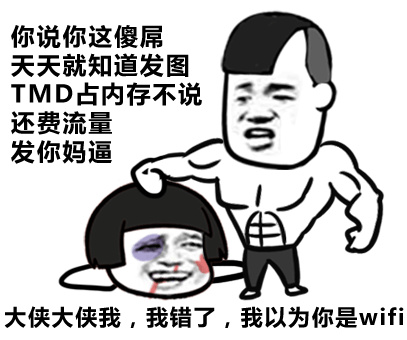 你说你这傻屌
天天就知道发图
TMD占内存不说
还费流量
发你妈逼
大侠大侠我，我错了，我以为你是wifi